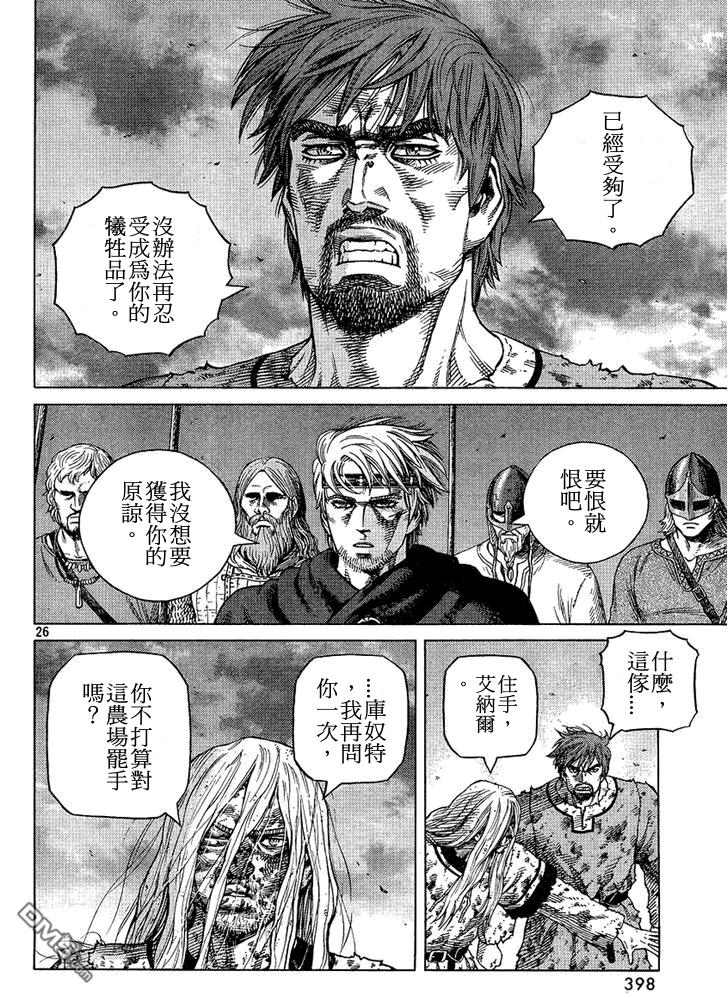 已經受夠了。
沒辦法再忍
受成爲你的
犧牲品了。
要恨就
恨吧。
我沒想要
獲得你的
原諒。
26
什麼，
這傢……
住手，
艾納爾
。
……庫奴特
，我再問
你一次，
你不打算對
這農場罷手
嗎？
398